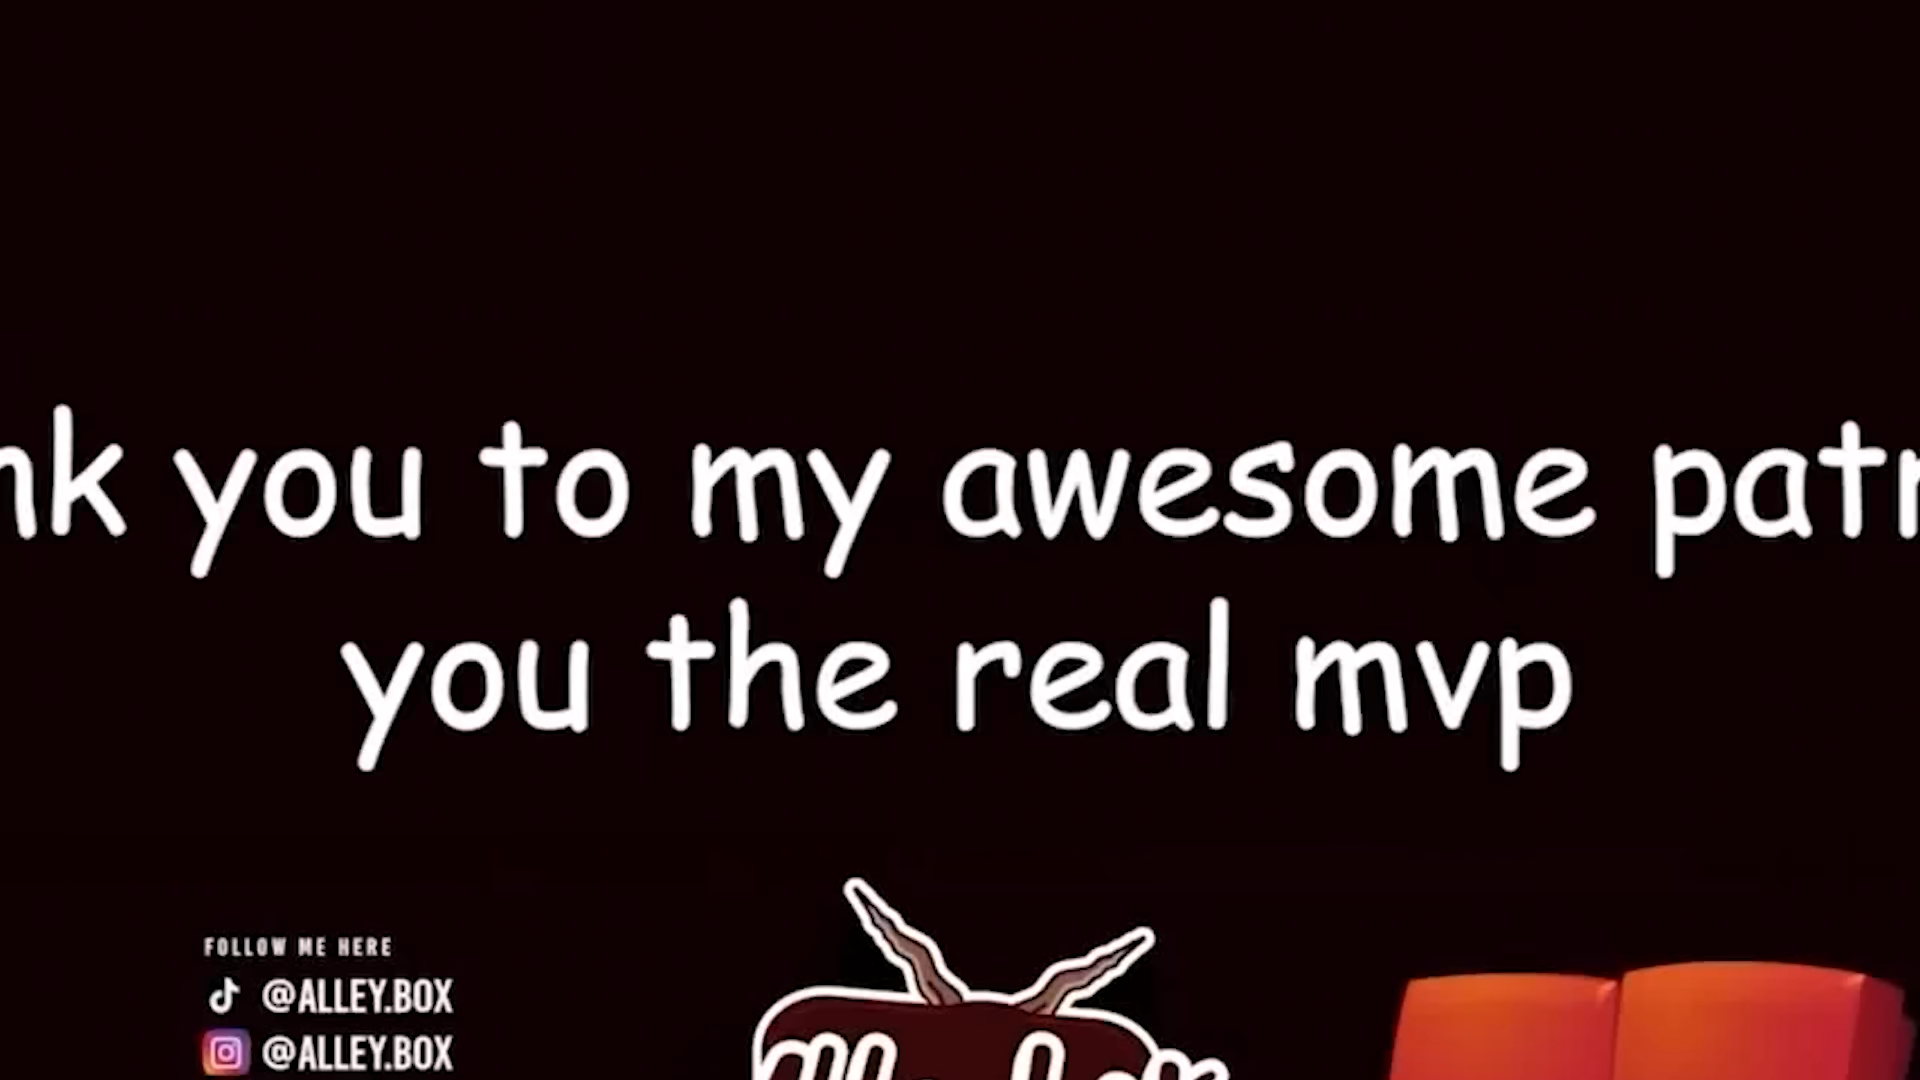 nk you to my awesome patr
you the real mvp
FOLLOW ME HERE
@ALLEY.BOX
@ALLEY.BOX